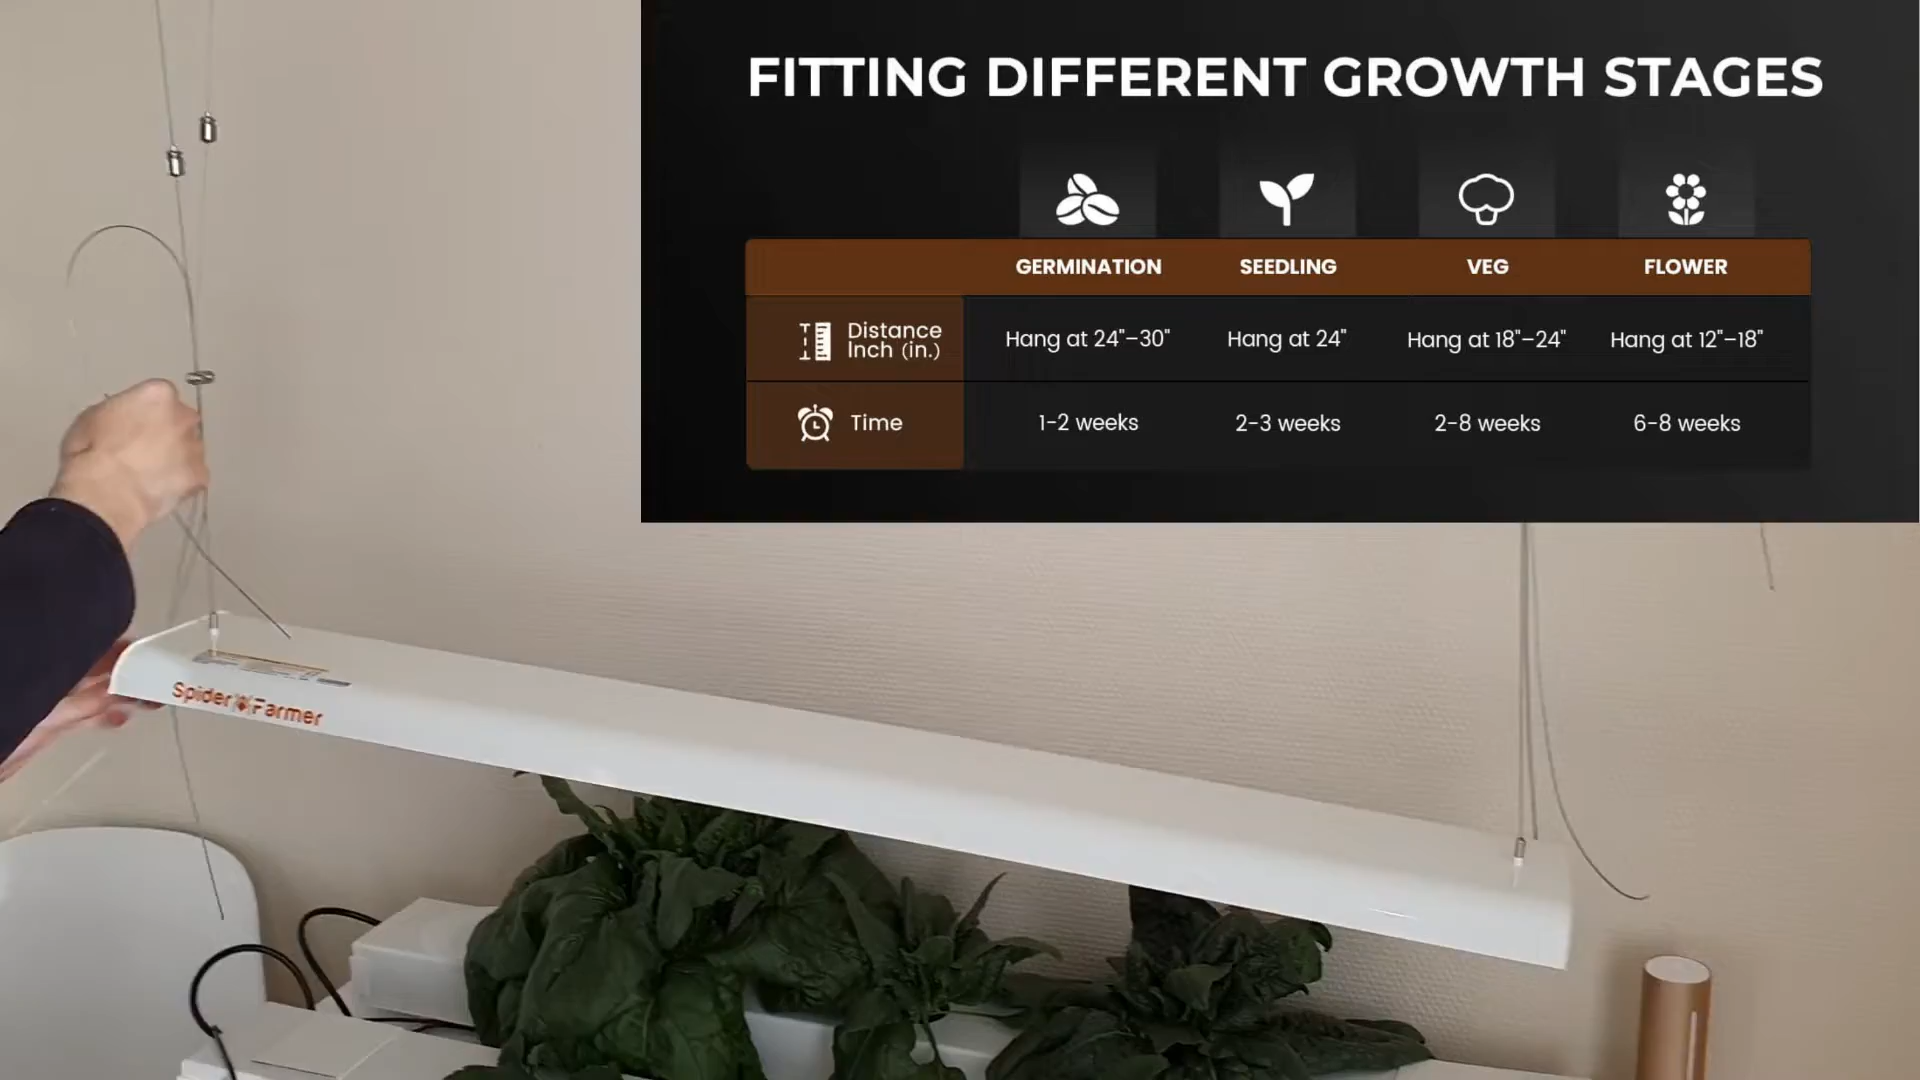 FITTING DIFFERENT GROWTH STAGES
GERMINATION SEEDLING VEG FLOWER
Distance
Inch (in.)
Hang at 24"–30" Hang at 24" Hang at 18"–24" Hang at 12"–18"
Time 1-2 weeks 2-3 weeks 2-8 weeks 6-8 weeks
Spider Farmer